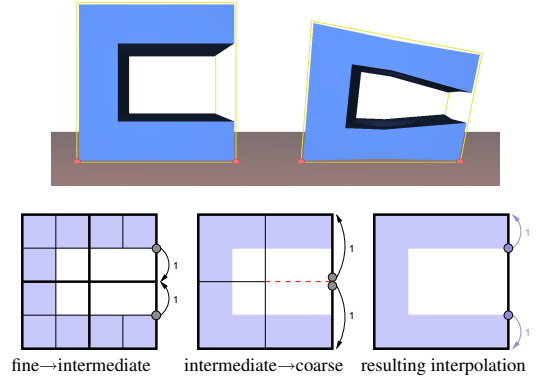 1
1
1
1
1
1
fine→intermediate
intermediate→coarse
resulting interpolation